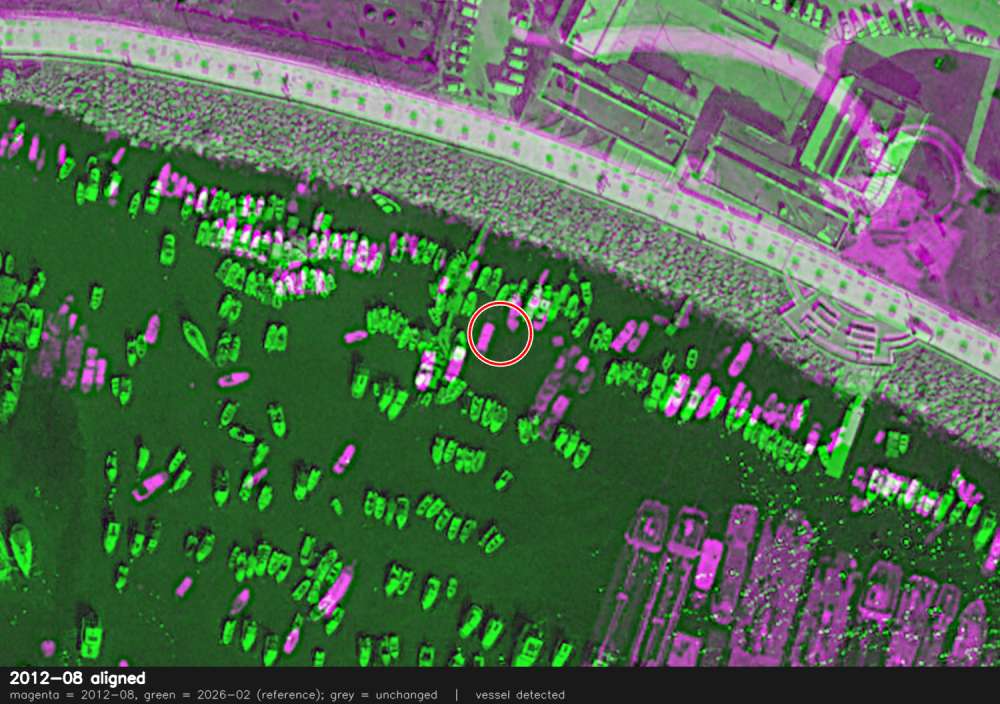 2012-08 aligned
magenta = 2012-08, green = 2026-02 (reference); grey = unchanged | vessel detected